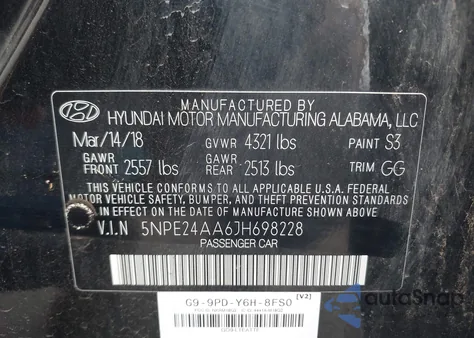 MANUFACTURED BY
HYUNDAI MOTOR MANUFACTURING ALABAMA, LLC
Mar/14/18 GVWR 4321 lbs PAINT S3
GAWR FRONT 2557 lbs GAWR REAR 2513 lbs TRIM GG
THIS VEHICLE CONFORMS TO ALL APPLICABLE U.S.A. FEDERAL
MOTOR VEHICLE SAFETY, BUMPER, AND THEFT PREVENTION STANDARDS
IN EFFECT ON THE DATE OF MANUFACTURE SHOWN ABOVE.
V.I.N 5NPE24AA6JH698228
PASSENGER CAR
[V2]
G9-9PD-Y6H-8FS0
autoSnap